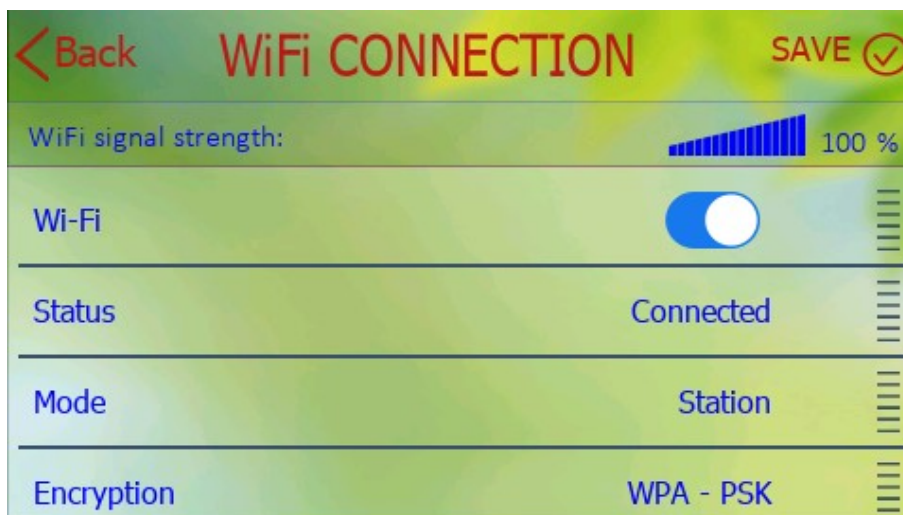 Back WiFi CONNECTION SAVE
WiFi signal strength: 100 %
Wi-Fi
Status Connected
Mode Station
Encryption WPA - PSK